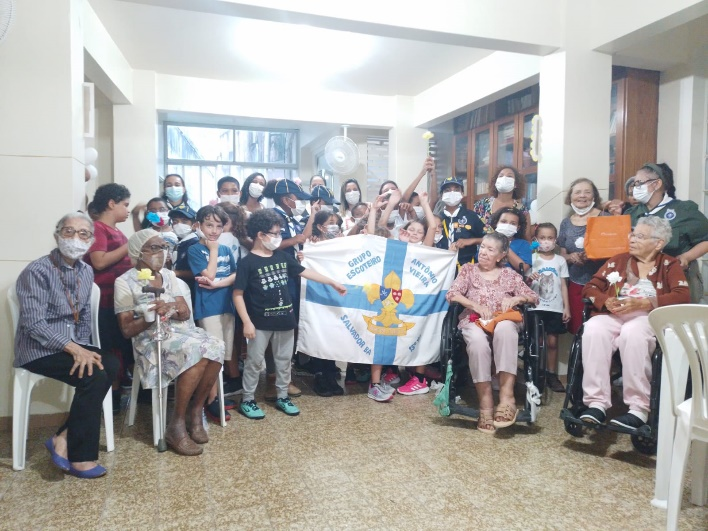 GRUPO ANTÔNIO
ESCOTEIRO VIEIRA
SALVADOR BA